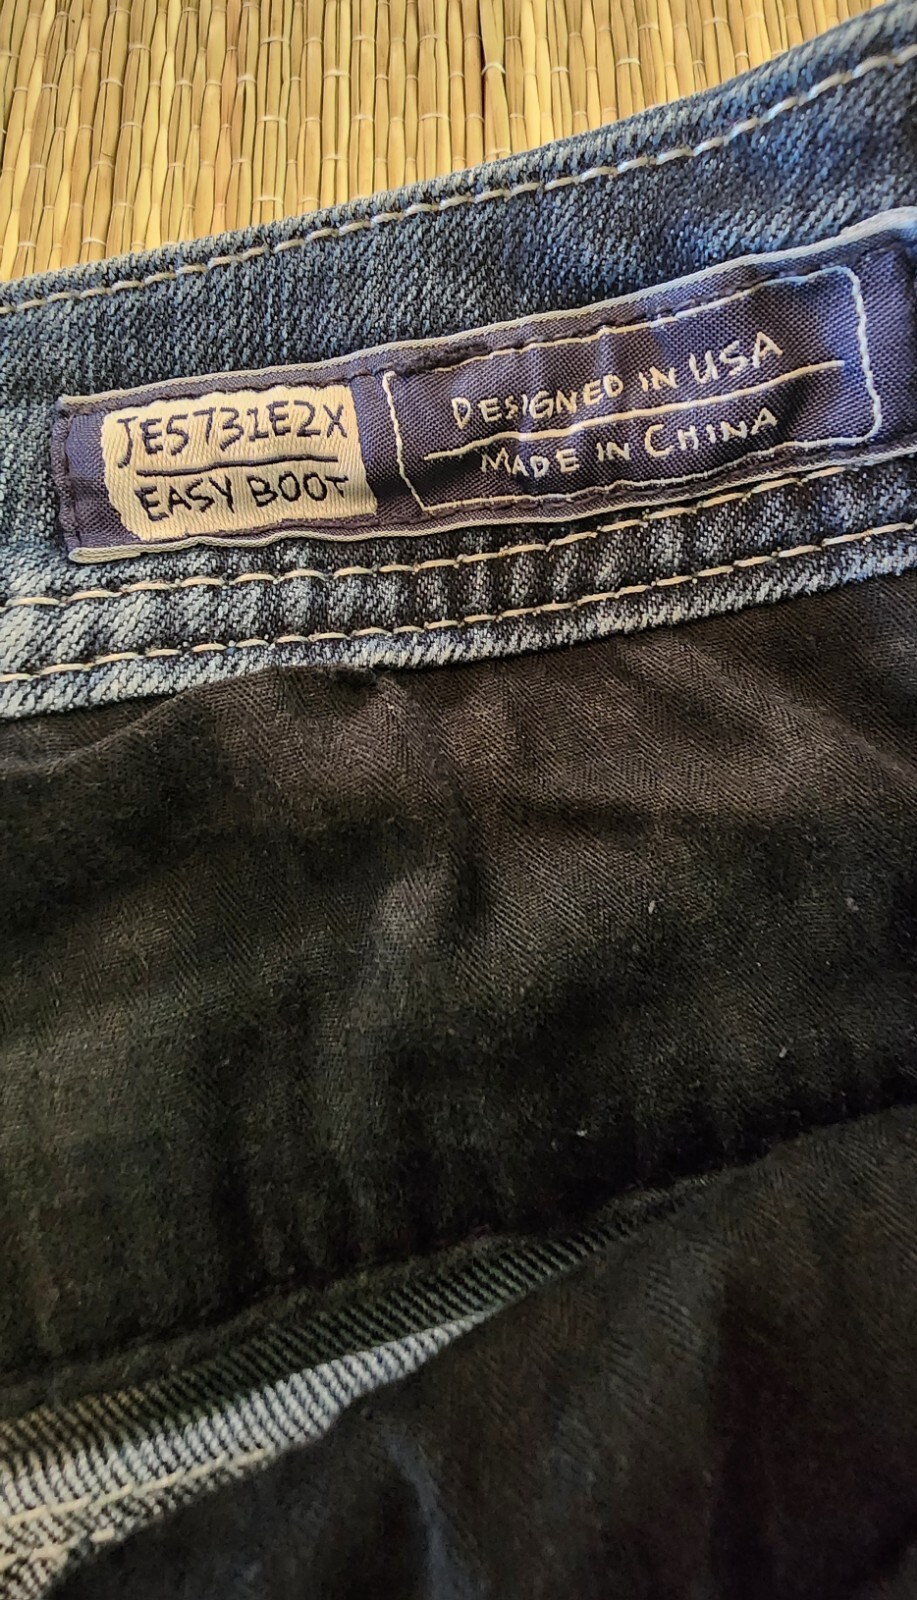 JE5731E2X
EASY BOOT
DESIGNED IN USA
MADE IN CHINA